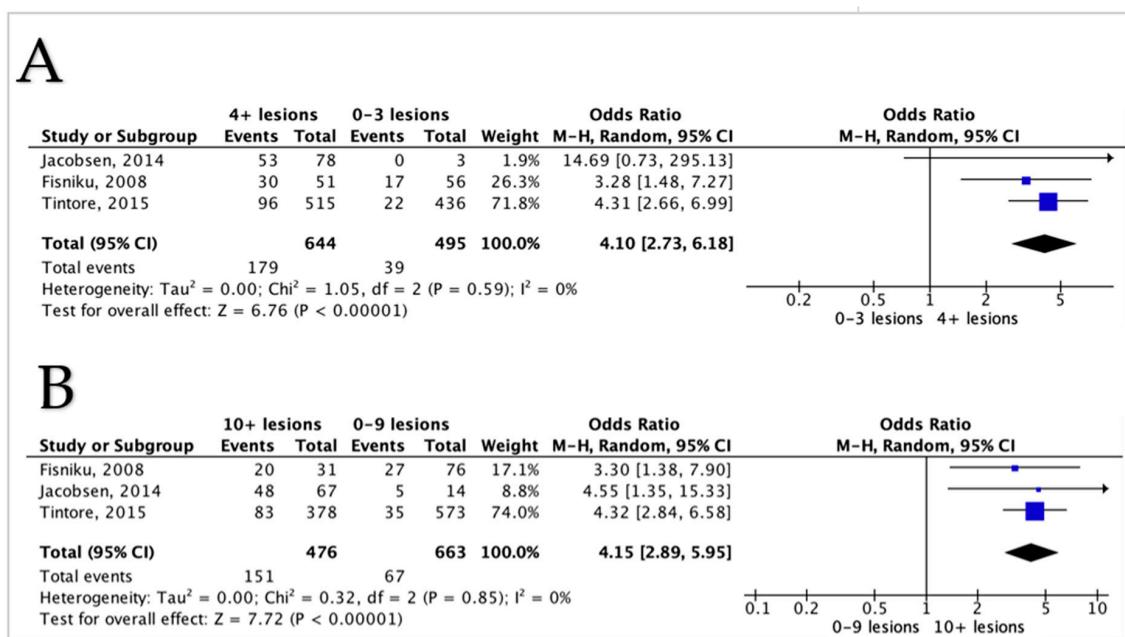 A
4+ lesions 0-3 lesions Odds Ratio Odds Ratio
Study or Subgroup Events Total Events Total Weight M-H, Random, 95% CI M-H, Random, 95% CI
Jacobsen, 2014 53 78 0 3 1.9% 14.69 [0.73, 295.13]
Fisniku, 2008 30 51 17 56 26.3% 3.28 [1.48, 7.27]
Tintore, 2015 96 515 22 436 71.8% 4.31 [2.66, 6.99]
Total (95% CI) 644 495 100.0% 4.10 [2.73, 6.18]
Total events 179 39
Heterogeneity: Tau² = 0.00; Chi² = 1.05, df = 2 (P = 0.59); I² = 0%
Test for overall effect: Z = 6.76 (P < 0.00001)
0.2 0.5 1 2 5
0-3 lesions 4+ lesions
B
10+ lesions 0-9 lesions Odds Ratio Odds Ratio
Study or Subgroup Events Total Events Total Weight M-H, Random, 95% CI M-H, Random, 95% CI
Fisniku, 2008 20 31 27 76 17.1% 3.30 [1.38, 7.90]
Jacobsen, 2014 48 67 5 14 8.8% 4.55 [1.35, 15.33]
Tintore, 2015 83 378 35 573 74.0% 4.32 [2.84, 6.58]
Total (95% CI) 476 663 100.0% 4.15 [2.89, 5.95]
Total events 151 67
Heterogeneity: Tau² = 0.00; Chi² = 0.32, df = 2 (P = 0.85); I² = 0%
Test for overall effect: Z = 7.72 (P < 0.00001)
0.1 0.2 0.5 1 2 5 10
0-9 lesions 10+ lesions